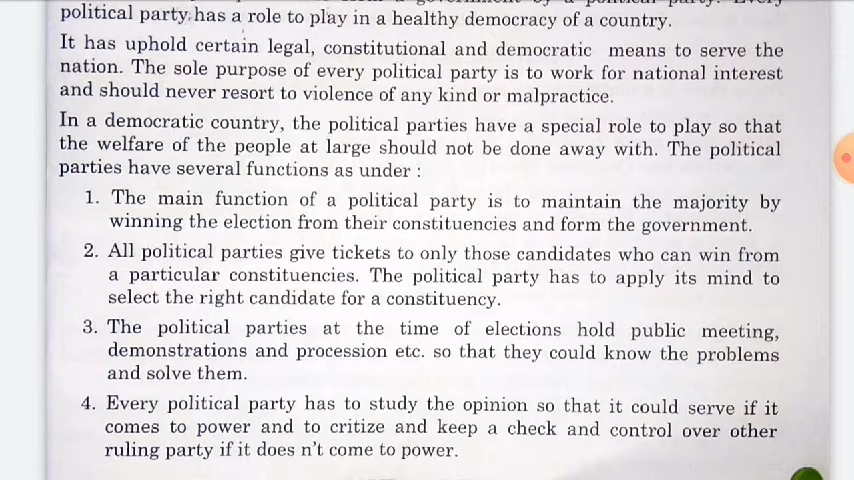 political party has a role to play in a healthy democracy of a country.
It has uphold certain legal, constitutional and democratic means to serve the
nation. The sole purpose of every political party is to work for national interest
and should never resort to violence of any kind or malpractice.
In a democratic country, the political parties have a special role to play so that
the welfare of the people at large should not be done away with. The political
parties have several functions as under :
1. The main function of a political party is to maintain the majority by
winning the election from their constituencies and form the government.
2. All political parties give tickets to only those candidates who can win from
a particular constituencies. The political party has to apply its mind to
select the right candidate for a constituency.
3. The political parties at the time of elections hold public meeting,
demonstrations and procession etc. so that they could know the problems
and solve them.
4. Every political party has to study the opinion so that it could serve if it
comes to power and to critize and keep a check and control over other
ruling party if it does n't come to power.